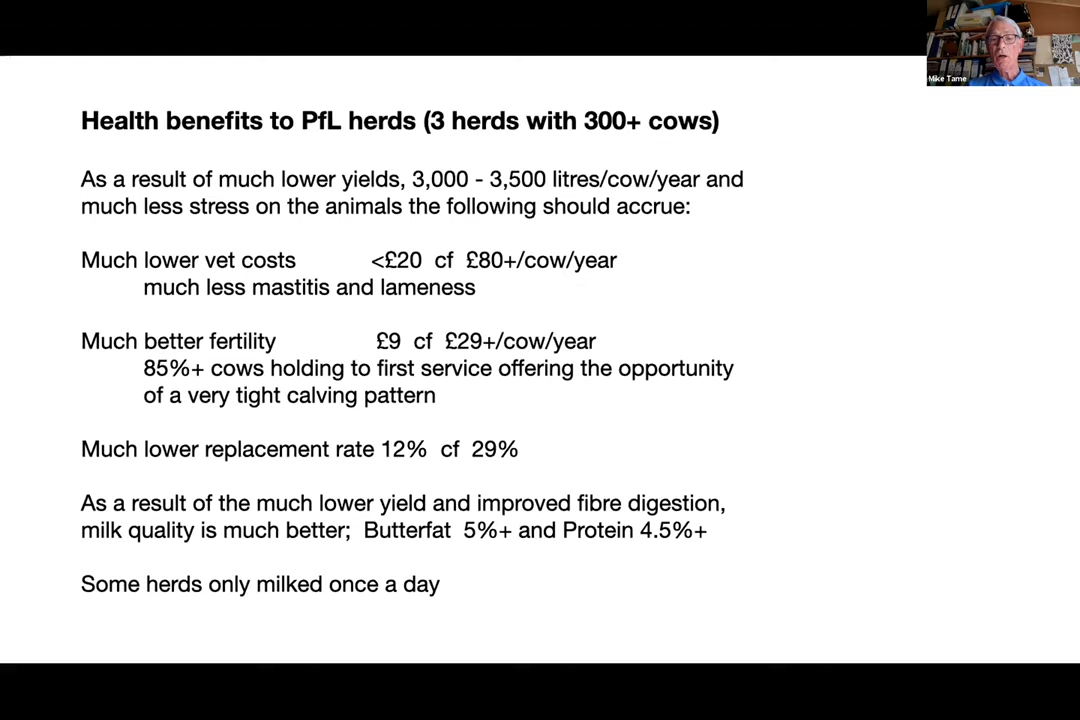 Mike Tame
Health benefits to PfL herds (3 herds with 300+ cows)
As a result of much lower yields, 3,000 - 3,500 litres/cow/year and
much less stress on the animals the following should accrue:
Much lower vet costs <£20 cf £80+/cow/year
much less mastitis and lameness
Much better fertility £9 cf £29+/cow/year
85%+ cows holding to first service offering the opportunity
of a very tight calving pattern
Much lower replacement rate 12% cf 29%
As a result of the much lower yield and improved fibre digestion,
milk quality is much better; Butterfat 5%+ and Protein 4.5%+
Some herds only milked once a day